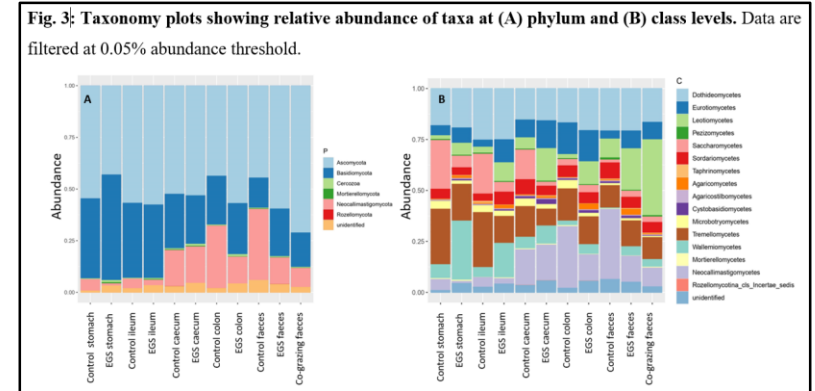 Fig. 3: Taxonomy plots showing relative abundance of taxa at (A) phylum and (B) class levels. Data are
filtered at 0.05% abundance threshold.
A
Abundance
1.00
0.75
0.50
0.25
0.00
Control stomach
EGS stomach
Control ileum
EGS ileum
Control caecum
EGS caecum
Control colon
EGS colon
Control faeces
EGS faeces
Co-grazing faeces
P
Ascomycota
Basidiomycota
Cercozoa
Mortierellomycota
Neocallimastigomycota
Rozellomycota
unidentified
B
Abundance
1.00
0.75
0.50
0.25
0.00
Control stomach
EGS stomach
Control ileum
EGS ileum
Control caecum
EGS caecum
Control colon
EGS colon
Control faeces
EGS faeces
Co-grazing faeces
C
Dothideomycetes
Eurotiomycetes
Leotiomycetes
Pezizomycetes
Saccharomycetes
Sordariomycetes
Taphrinomycetes
Agaricomycetes
Agaricostilbomycetes
Cystobasidiomycetes
Microbotryomycetes
Tremellomycetes
Wallemiomycetes
Mortierellomycetes
Neocallimastigomycetes
Rozellomycotina_cls_Incertae_sedis
unidentified